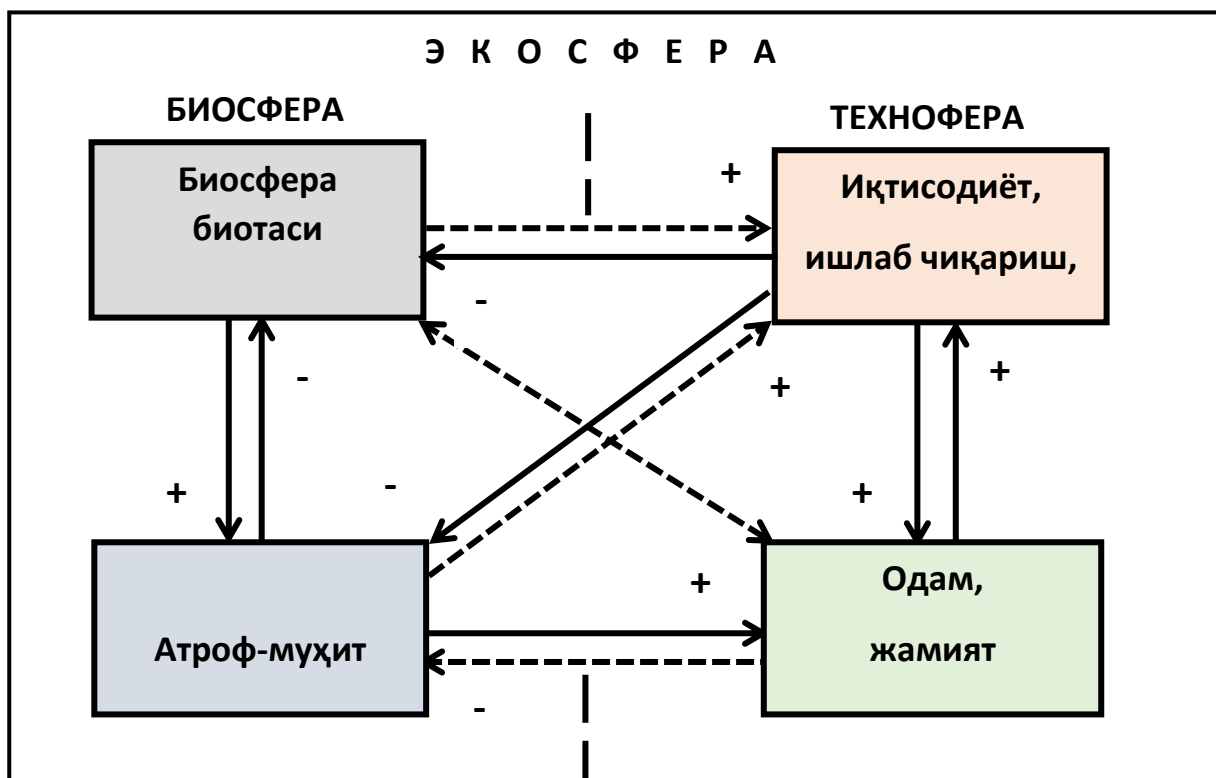 Э К О С Ф Е Р А
БИОСФЕРА
ТЕХНОФЕРА
Биосфера
биотаси
+
Иқтисодиёт,
ишлаб чиқариш,
-
-
+
+
+
-
+
Атроф-муҳит
+
Одам,
жамият
-